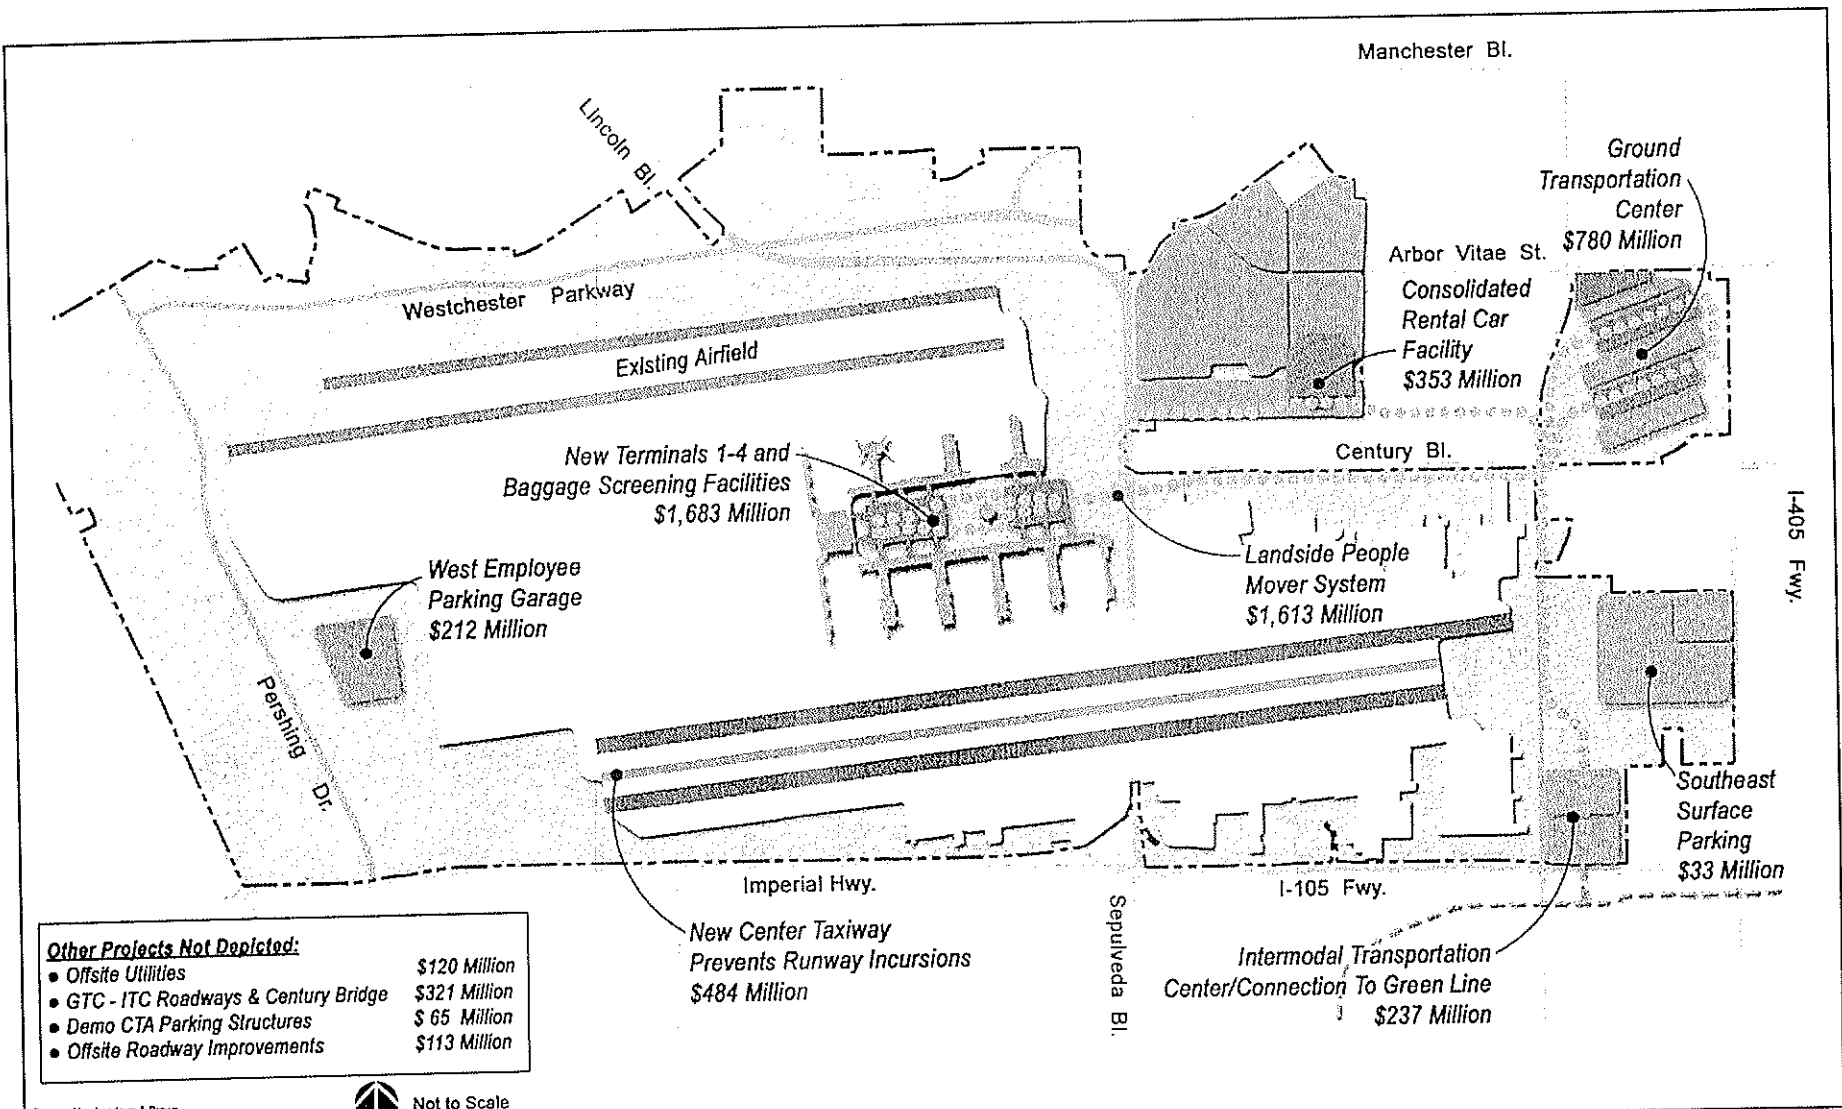 Manchester Bl.
Lincoln Bl.
Ground
Transportation
Center
$780 Million
Arbor Vitae St.
Consolidated
Rental Car
Facility
$353 Million
Westchester Parkway
Existing Airfield
New Terminals 1-4 and
Baggage Screening Facilities
$1,683 Million
Century Bl.
I-405 Fwy.
Landside People
Mover System
$1,613 Million
West Employee
Parking Garage
$212 Million
Pershing Dr.
Southeast
Surface
Parking
$33 Million
Imperial Hwy.
I-105 Fwy.
Sepulveda Bl.
New Center Taxiway
Prevents Runway Incursions
$484 Million
Intermodal Transportation
Center/Connection To Green Line
$237 Million
Other Projects Not Depicted:
● Offsite Utilities $120 Million
● GTC - ITC Roadways & Century Bridge $321 Million
● Demo CTA Parking Structures $ 65 Million
● Offsite Roadway Improvements $113 Million
Not to Scale